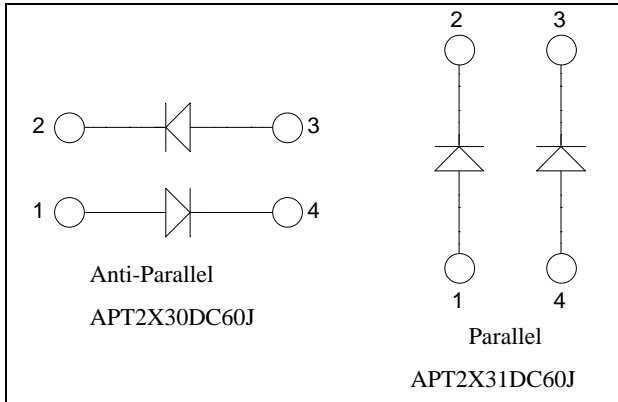 2 3
1 4
Anti-Parallel
APT2X30DC60J
2 3
1 4
Parallel
APT2X31DC60J